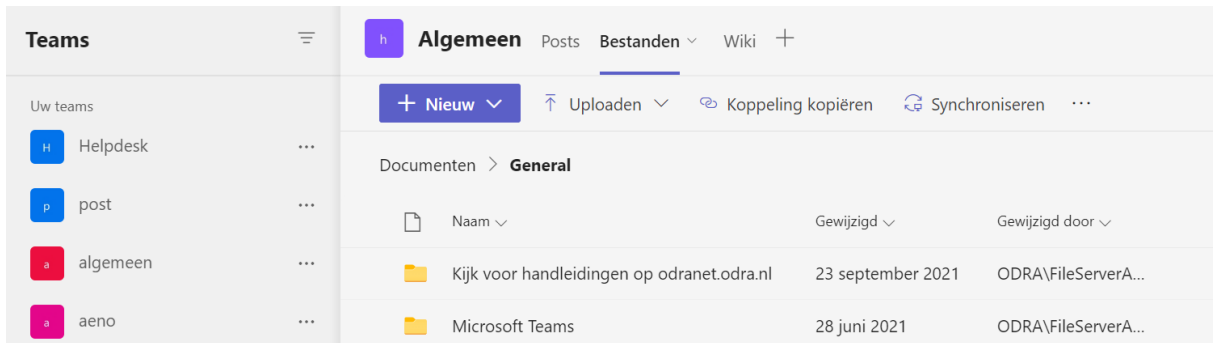 Teams
Uw teams
H Helpdesk ...
p post ...
a algemeen ...
a aeno ...
h Algemeen Posts Bestanden Wiki +
+ Nieuw Uploaden Koppeling kopiëren Synchroniseren ...
Documenten > General
Naam Gewijzigd Gewijzigd door
Kijk voor handleidingen op odranet.odra.nl 23 september 2021 ODRA\FileServerA...
Microsoft Teams 28 juni 2021 ODRA\FileServerA...